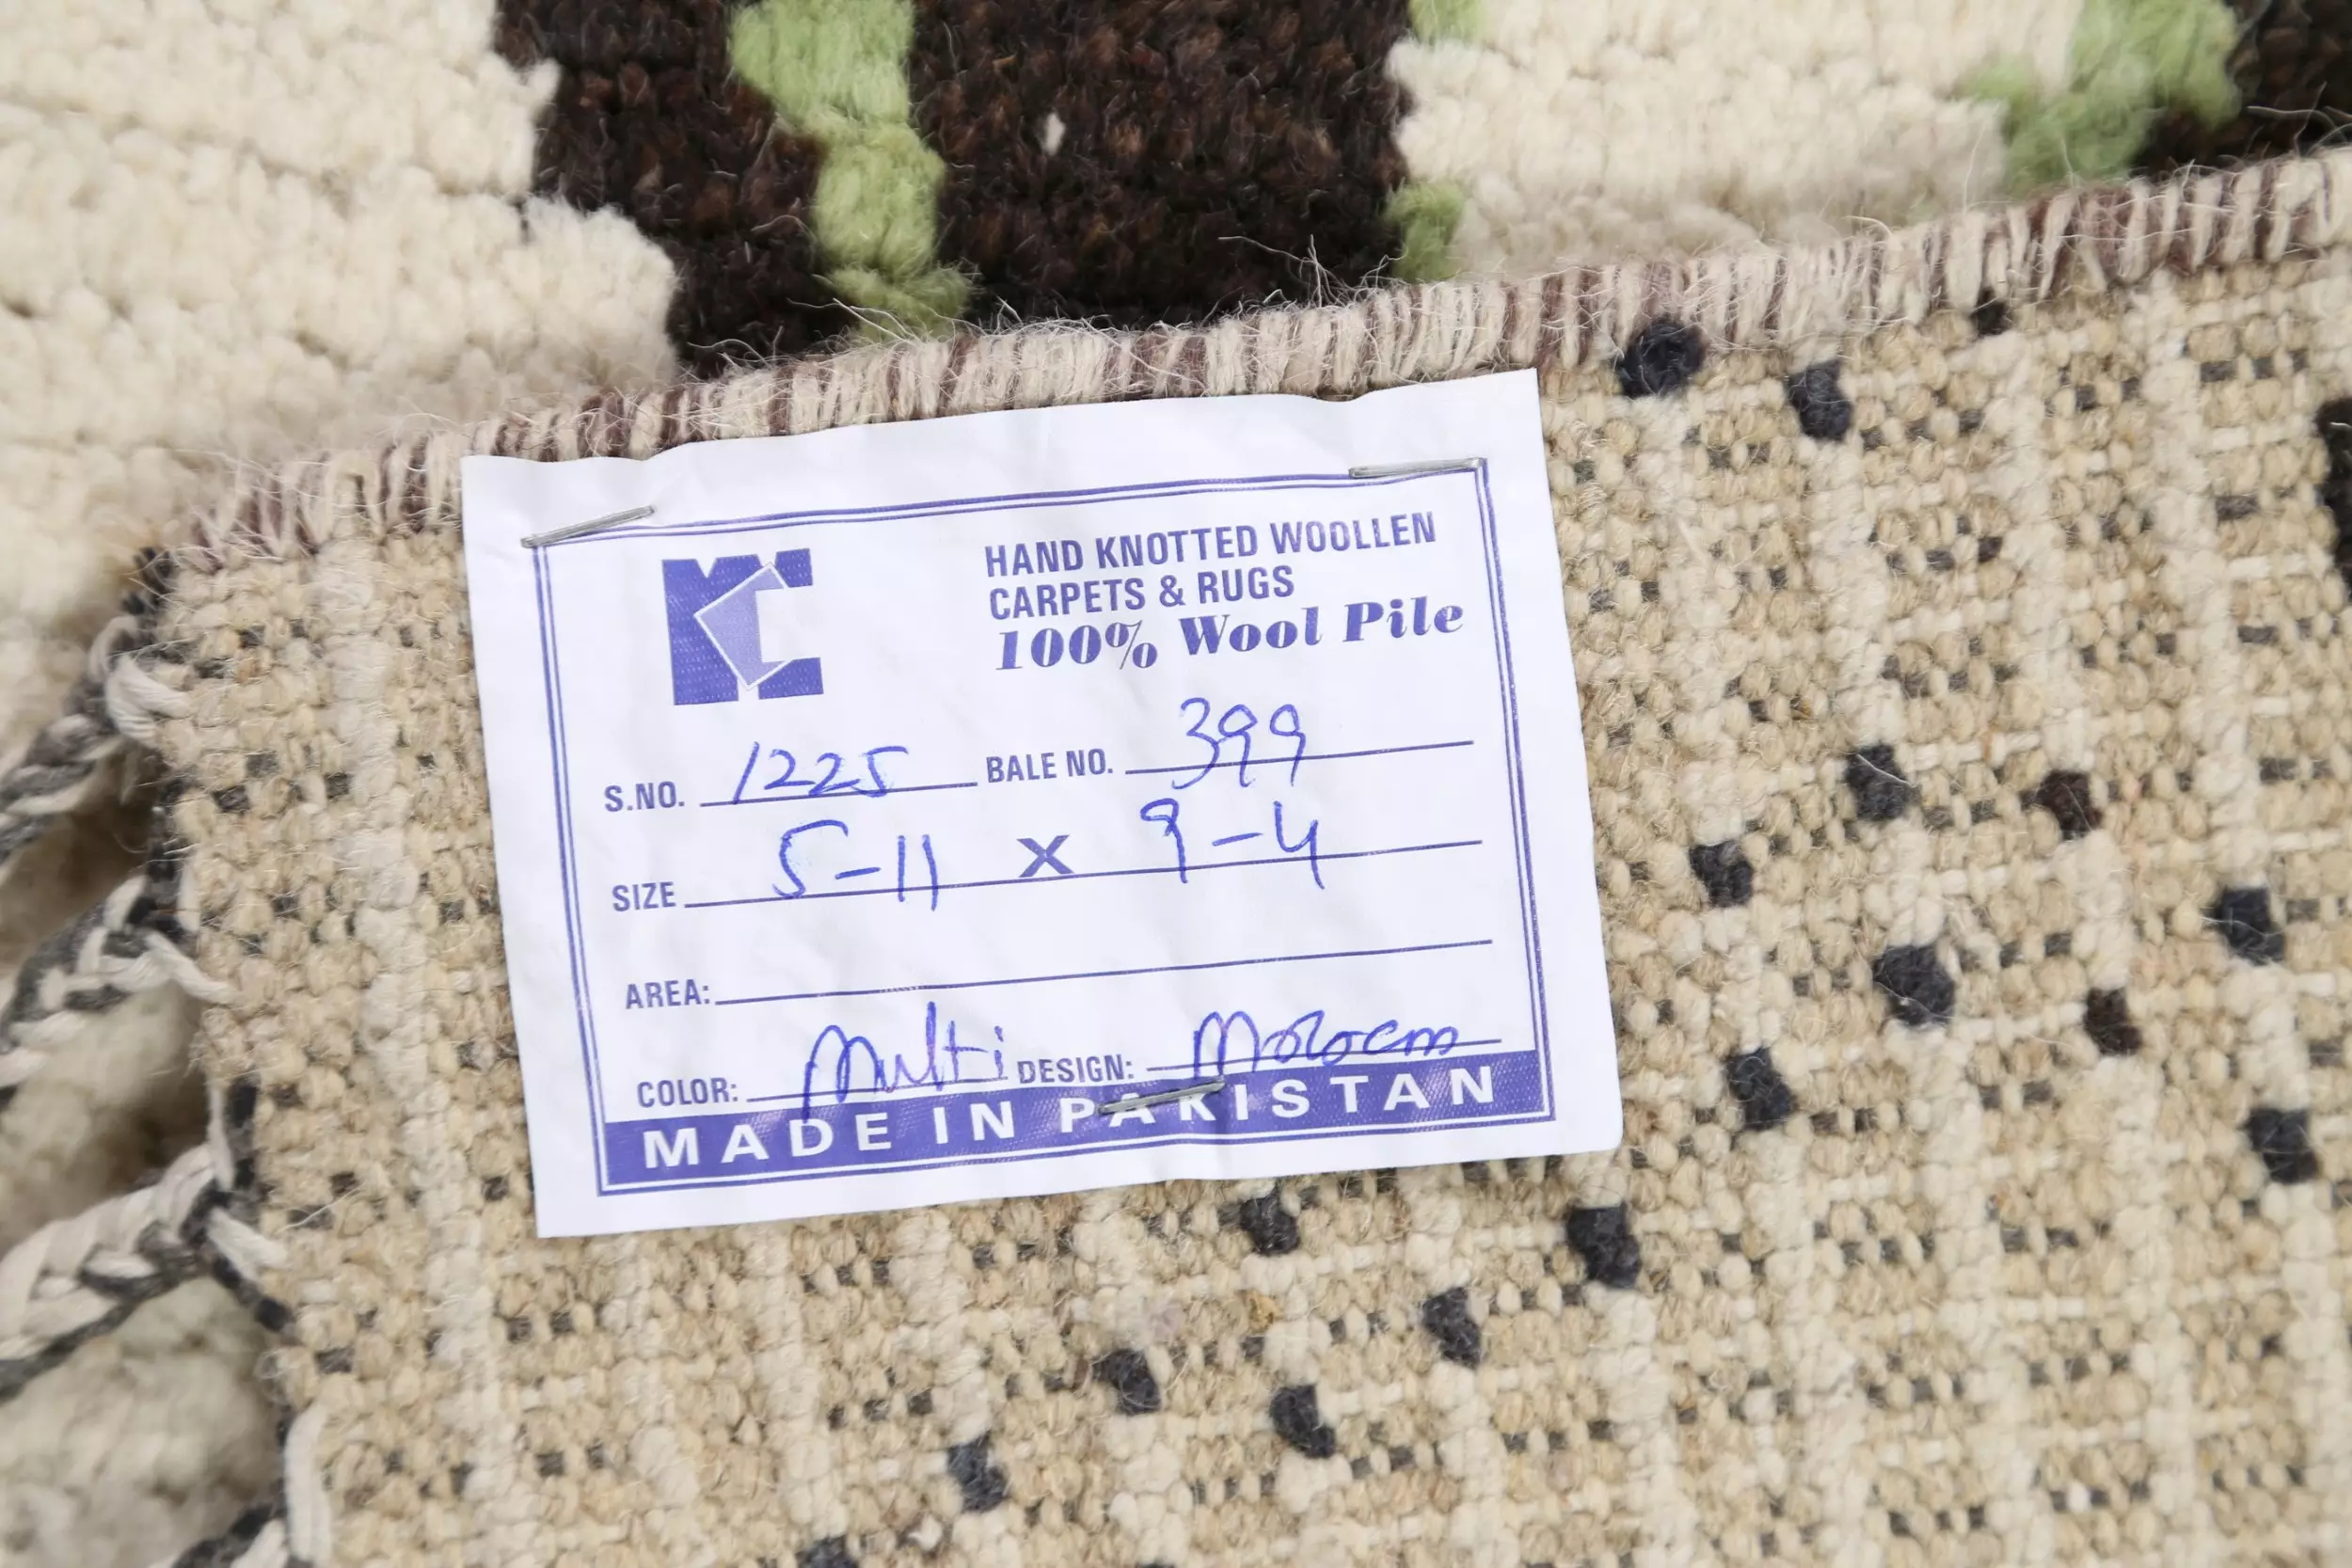 KC
HAND KNOTTED WOOLLEN
CARPETS & RUGS
100% Wool Pile
S.NO. 1225 BALE NO. 399
SIZE 5-11 X 9-4
AREA:
COLOR: Multi DESIGN:
MADE IN PAKISTAN